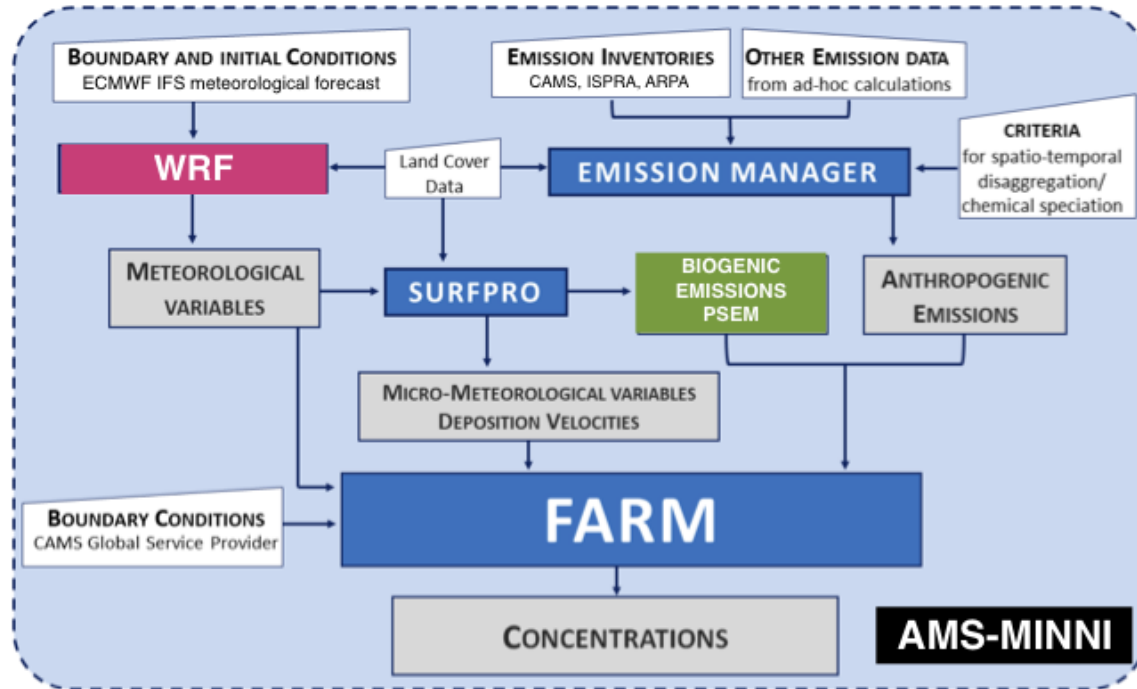 BOUNDARY AND INITIAL CONDITIONS
ECMWF IFS meteorological forecast
EMISSION INVENTORIES
CAMS, ISPRA, ARPA
OTHER EMISSION DATA
from ad-hoc calculations
CRITERIA
for spatio-temporal
disaggregation/
chemical speciation
WRF
Land Cover
Data
EMISSION MANAGER
METEOROLOGICAL
VARIABLES
SURFPRO
BIOGENIC
EMISSIONS
PSEM
ANTHROPOGENIC
EMISSIONS
MICRO-METEOROLOGICAL VARIABLES
DEPOSITION VELOCITIES
BOUNDARY CONDITIONS
CAMS Global Service Provider
FARM
CONCENTRATIONS
AMS-MINNI